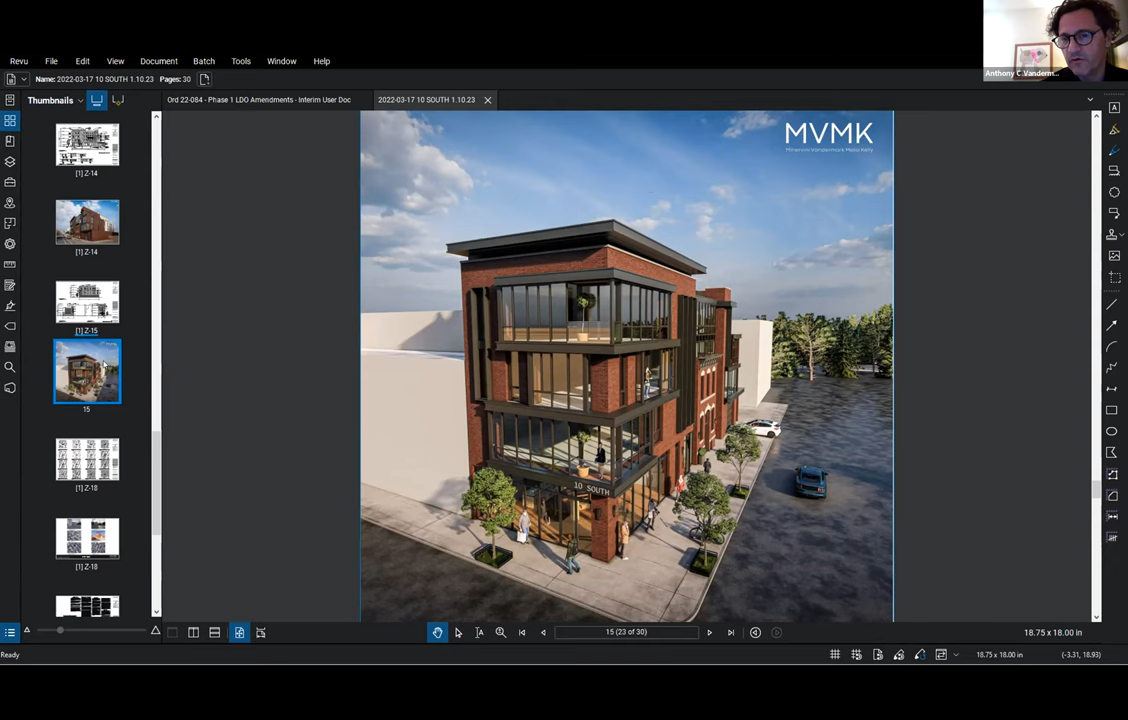 Anthony C Vanderm...
Revu File Edit View Document Batch Tools Window Help
Name: 2022-03-17 10 SOUTH 1.10.23 Pages: 30
Thumbnails
Ord 22-084 - Phase 1 LDO Amendments - Interim User Doc
2022-03-17 10 SOUTH 1.10.23
MVMK
[1] Z-14
[1] Z-14
[1] Z-15
15
[1] Z-18
[1] Z-18
10 SOUTH
15 (23 of 30)
18.75 x 18.00 in
Ready
18.75 x 18.00 in
(-3.31, 18.93)